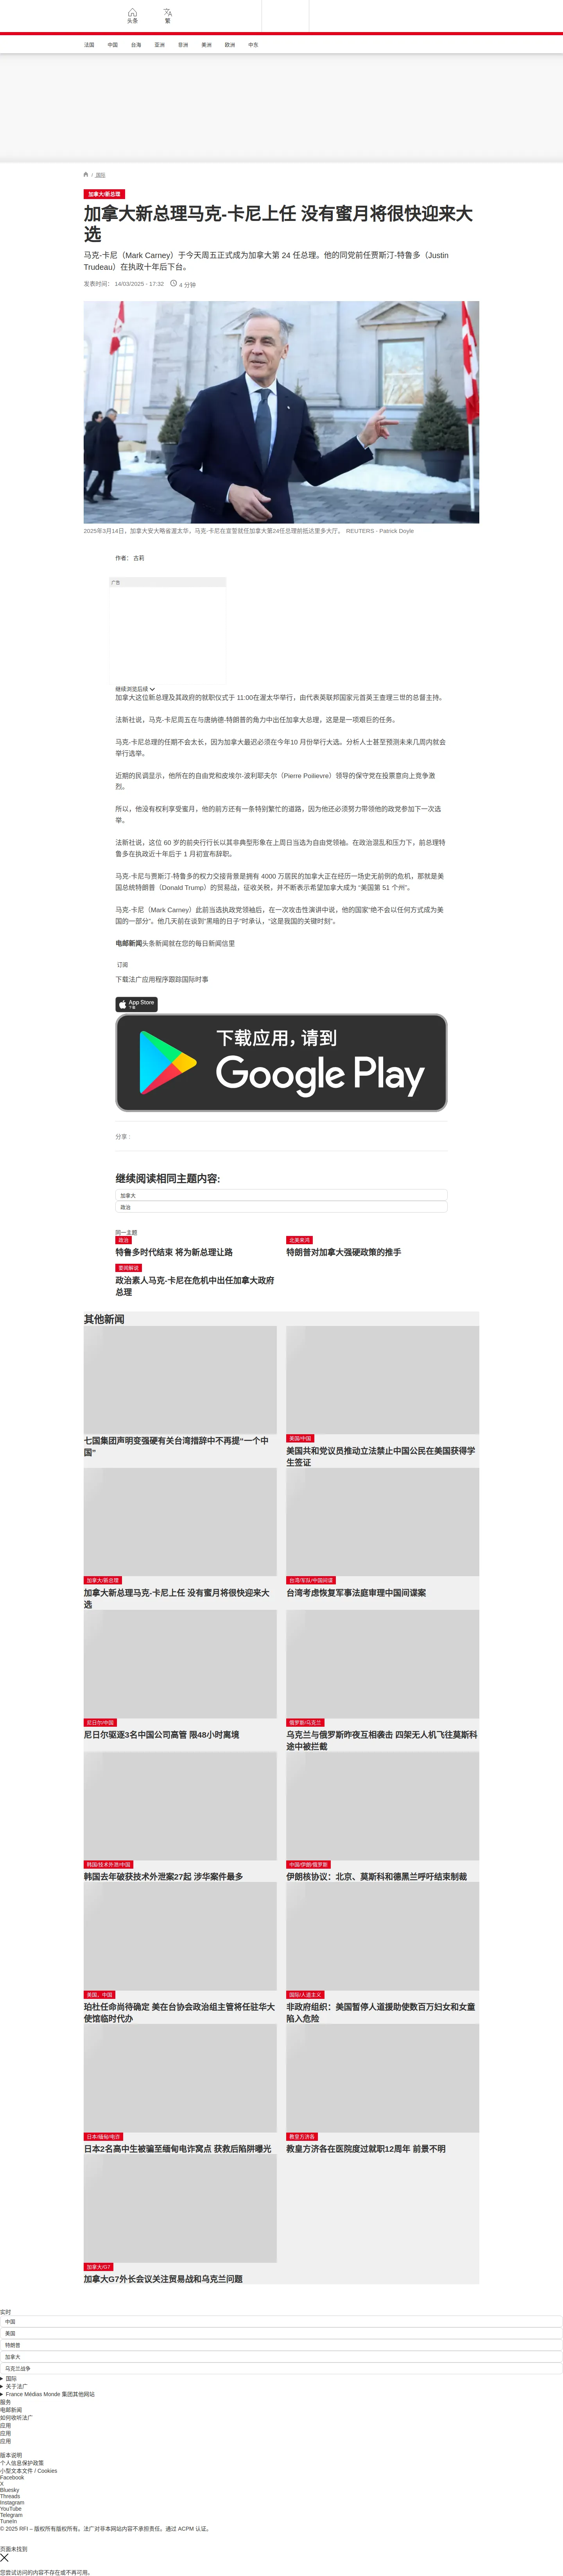 头条
繁
法国
中国
台海
亚洲
非洲
美洲
欧洲
中东
/ 国际
加拿大/新总理
加拿大新总理马克-卡尼上任 没有蜜月将很快迎来大
选
马克-卡尼（Mark Carney）于今天周五正式成为加拿大第 24 任总理。他的同党前任贾斯汀-特鲁多（Justin
Trudeau）在执政十年后下台。
发表时间： 14/03/2025 - 17:32
4 分钟
2025年3月14日，加拿大安大略省渥太华，马克-卡尼在宣誓就任加拿大第24任总理前抵达里多大厅。 REUTERS - Patrick Doyle
作者： 古莉
广告
继续浏览后续
加拿大这位新总理及其政府的就职仪式于 11:00在渥太华举行，由代表英联邦国家元首英王查理三世的总督主持。
法新社说，马克-卡尼周五在与唐纳德-特朗普的角力中出任加拿大总理，这是是一项艰巨的任务。
马克-卡尼总理的任期不会太长，因为加拿大最迟必须在今年10 月份举行大选。分析人士甚至预测未来几周内就会
举行选举。
近期的民调显示，他所在的自由党和皮埃尔-波利耶夫尔（Pierre Poilievre）领导的保守党在投票意向上竞争激
烈。
所以，他没有权利享受蜜月，他的前方还有一条特别繁忙的道路，因为他还必须努力带领他的政党参加下一次选
举。
法新社说，这位 60 岁的前央行行长以其非典型形象在上周日当选为自由党领袖。在政治混乱和压力下，前总理特
鲁多在执政近十年后于 1 月初宣布辞职。
马克-卡尼与贾斯汀-特鲁多的权力交接背景是拥有 4000 万居民的加拿大正在经历一场史无前例的危机，那就是美
国总统特朗普（Donald Trump）的贸易战，征收关税，并不断表示希望加拿大成为 “美国第 51 个州”。
马克-卡尼（Mark Carney）此前当选执政党领袖后，在一次攻击性演讲中说，他的国家“绝不会以任何方式成为美
国的一部分”。他几天前在谈到“黑暗的日子”时承认，“这是我国的关键时刻”。
电邮新闻头条新闻就在您的每日新闻信里
订阅
下载法广应用程序跟踪国际时事
App Store
下载
下载应用，请到
Google Play
分享 :
继续阅读相同主题内容:
加拿大
政治
同一主题
政治
特鲁多时代结束 将为新总理让路
北美来鸿
特朗普对加拿大强硬政策的推手
要闻解说
政治素人马克-卡尼在危机中出任加拿大政府
总理
其他新闻
七国集团声明变强硬有关台湾措辞中不再提“一个中
国”
美国/中国
美国共和党议员推动立法禁止中国公民在美国获得学
生签证
加拿大/新总理
加拿大新总理马克-卡尼上任 没有蜜月将很快迎来大
选
台湾/军队/中国间谍
台湾考虑恢复军事法庭审理中国间谍案
尼日尔/中国
尼日尔驱逐3名中国公司高管 限48小时离境
俄罗斯/乌克兰
乌克兰与俄罗斯昨夜互相袭击 四架无人机飞往莫斯科
途中被拦截
韩国/技术外泄/中国
韩国去年破获技术外泄案27起 涉华案件最多
中国/伊朗/俄罗斯
伊朗核协议：北京、莫斯科和德黑兰呼吁结束制裁
美国，中国
珀杜任命尚待确定 美在台协会政治组主管将任驻华大
使馆临时代办
国际/人道主义
非政府组织：美国暂停人道援助使数百万妇女和女童
陷入危险
日本/缅甸/电诈
日本2名高中生被骗至缅甸电诈窝点 获救后陷阱曝光
教皇方济各
教皇方济各在医院度过就职12周年 前景不明
加拿大/G7
加拿大G7外长会议关注贸易战和乌克兰问题
实时
中国
美国
特朗普
加拿大
乌克兰战争
国际
关于法广
France Médias Monde 集团其他网站
服务
电邮新闻
如何收听法广
应用
应用
应用
版本说明
个人信息保护政策
小型文本文件 / Cookies
Facebook
X
Bluesky
Threads
Instagram
YouTube
Telegram
TuneIn
© 2025 RFI – 版权所有版权所有。法广对非本网站内容不承担责任。通过 ACPM 认证。
页面未找到
您尝试访问的内容不存在或不再可用。